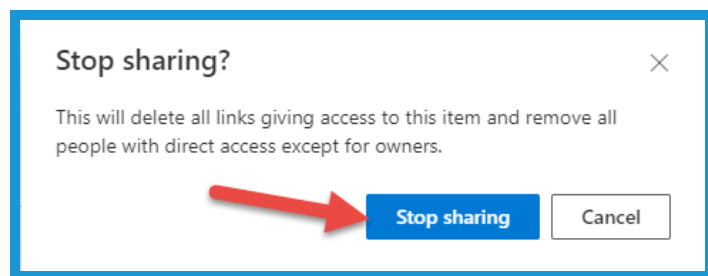 Stop sharing?
This will delete all links giving access to this item and remove all
people with direct access except for owners.
Stop sharing
Cancel